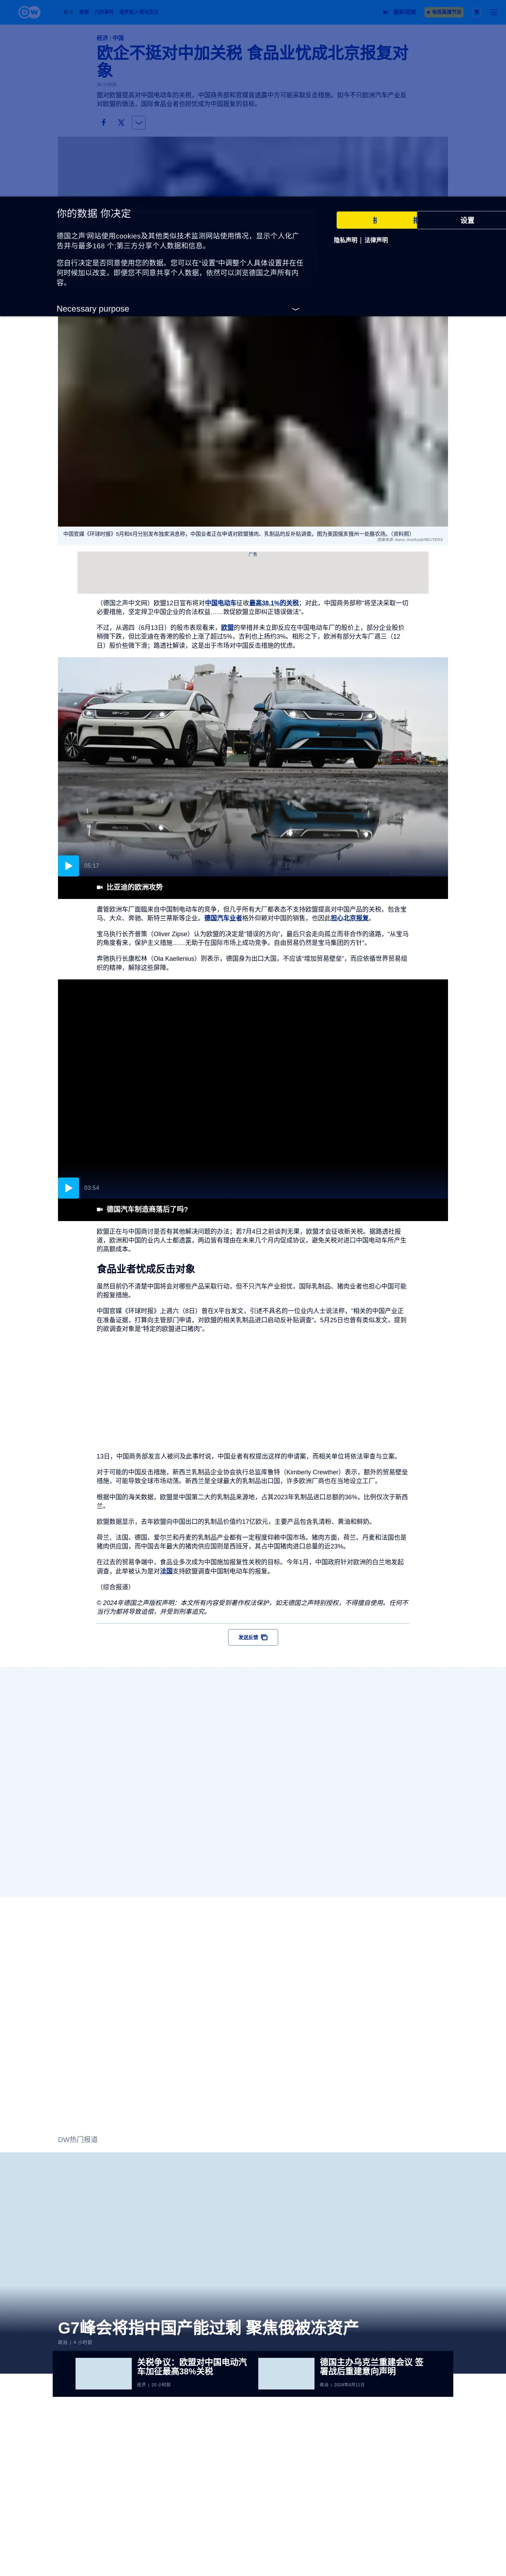 DW
最新视频
电视直播节目
经济 | 中国
欧企不挺对中加关税 食品业忧成北京报复对
象
面对欧盟提高对中国电动车的关税，中国商务部和官媒皆透露中方可能采取反击措施。如今不只欧洲汽车产业反
对欧盟的做法，国际食品业者也担忧成为中国报复的目标。
你的数据 你决定
德国之声'网站使用cookies及其他类似技术监测网站使用情况，显示个人化广
告并与最多168 个;第三方分享个人数据和信息。
您自行决定是否同意使用您的数据。您可以在“设置”中调整个人具体设置并在任
何时候加以改变。即便您不同意共享个人数据，依然可以浏览德国之声所有内
容。
Necessary purpose
设置
隐私声明 | 法律声明
中国官媒《环球时报》5月和6月分别发布独家消息称，中国业者正在申请对欧盟猪肉、乳制品的反补贴调查。图为美国俄亥俄州一处酪农场。（资料照）
图像来源: Aaron Josefczyk/REUTERS
广告
（德国之声中文网）欧盟12日宣布将对中国电动车征收最高38.1%的关税；对此，中国商务部称“将坚决采取一切
必要措施，坚定捍卫中国企业的合法权益……敦促欧盟立即纠正错误做法”。
不过，从週四（6月13日）的股市表现看来，欧盟的举措并未立即反应在中国电动车厂的股价上，部分企业股价
稍微下跌，但比亚迪在香港的股价上涨了超过5%，吉利也上扬约3%。相形之下，欧洲有部分大车厂週三（12
日）股价些微下滑；路透社解读，这是出于市场对中国反击措施的忧虑。
05:17
比亚迪的欧洲攻势
儘管欧洲车厂面临来自中国制电动车的竞争，但几乎所有大厂都表态不支持欧盟提高对中国产品的关税，包含宝
马、大众、奔驰、斯特兰蒂斯等企业。德国汽车业者格外仰赖对中国的销售，也因此担心北京报复。
宝马执行长齐普策（Oliver Zipse）认为欧盟的决定是“错误的方向”，最后只会走向孤立而非合作的道路，“从宝马
的角度看来，保护主义措施……无助于在国际市场上成功竞争。自由贸易仍然是宝马集团的方针”。
奔驰执行长康松林（Ola Kaellenius）则表示，德国身为出口大国，不应该“增加贸易壁垒”，而应依循世界贸易组
织的精神，解除这些屏障。
03:54
德国汽车制造商落后了吗?
欧盟正在与中国商讨是否有其他解决问题的办法；若7月4日之前谈判无果，欧盟才会征收新关税。据路透社报
道，欧洲和中国的业内人士都透露，两边皆有理由在未来几个月内促成协议，避免关税对进口中国电动车所产生
的高额成本。
食品业者忧成反击对象
虽然目前仍不清楚中国将会对哪些产品采取行动，但不只汽车产业担忧，国际乳制品、猪肉业者也担心中国可能
的报复措施。
中国官媒《环球时报》上週六（8日）曾在X平台发文，引述不具名的一位业内人士说法称，“相关的中国产业正
在准备证据，打算向主管部门申请，对欧盟的相关乳制品进口启动反补贴调查”。5月25日也曾有类似发文，提到
的欲调查对象是“特定的欧盟进口猪肉”。
13日，中国商务部发言人被问及此事时说，中国业者有权提出这样的申请案，而相关单位将依法审查与立案。
对于可能的中国反击措施，新西兰乳制品企业协会执行总监库鲁特（Kimberly Crewther）表示，额外的贸易壁垒
措施，可能导致全球市场动荡。新西兰是全球最大的乳制品出口国，许多欧洲厂商也在当地设立工厂。
根据中国的海关数据，欧盟是中国第二大的乳制品来源地，占其2023年乳制品进口总额的36%，比例仅次于新西
兰。
欧盟数据显示，去年欧盟向中国出口的乳制品价值约17亿欧元，主要产品包含乳清粉、黄油和鲜奶。
荷兰、法国、德国、爱尔兰和丹麦的乳制品产业都有一定程度仰赖中国市场。猪肉方面，荷兰、丹麦和法国也是
猪肉供应国，而中国去年最大的猪肉供应国则是西班牙，其占中国猪肉进口总量的近23%。
在过去的贸易争端中，食品业多次成为中国施加报复性关税的目标。今年1月，中国政府针对欧洲的白兰地发起
调查，此举被认为是对法国支持欧盟调查中国制电动车的报复。
（综合报道）
© 2024年德国之声版权声明：本文所有内容受到著作权法保护，如无德国之声特别授权，不得擅自使用。任何不
当行为都将导致追偿，并受到刑事追究。
发送反馈
DW热门报道
G7峰会将指中国产能过剩 聚焦俄被冻资产
政治 | 4 小时前
关税争议：欧盟对中国电动汽
车加征最高38%关税
经济 | 20 小时前
德国主办乌克兰重建会议 签
署战后重建意向声明
政治 | 2024年6月11日